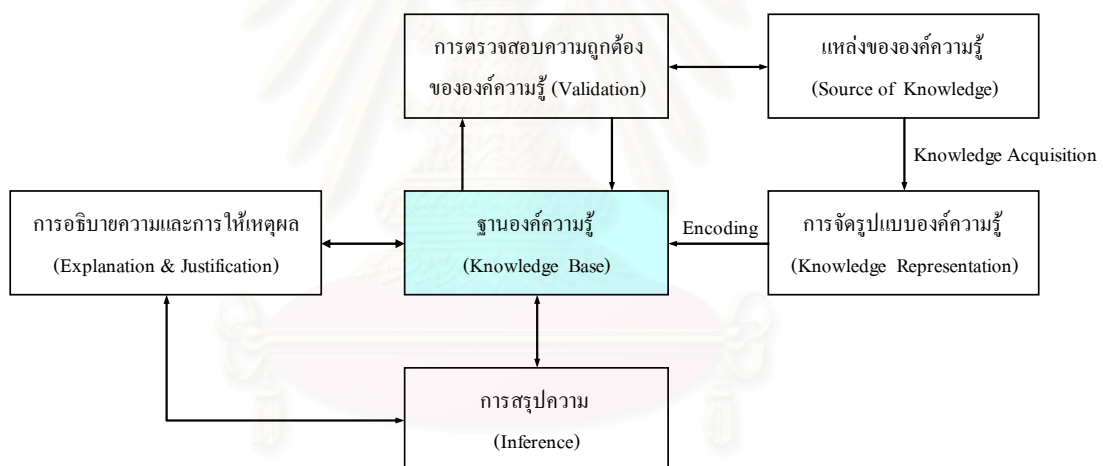 การตรวจสอบความถูกต้อง
ขององค์ความรู้ (Validation)
แหล่งขององค์ความรู้
(Source of Knowledge)
Knowledge Acquisition
การอธิบายความและการให้เหตุผล
(Explanation & Justification)
ฐานองค์ความรู้
(Knowledge Base)
Encoding
การจัดรูปแบบองค์ความรู้
(Knowledge Representation)
การสรุปความ
(Inference)